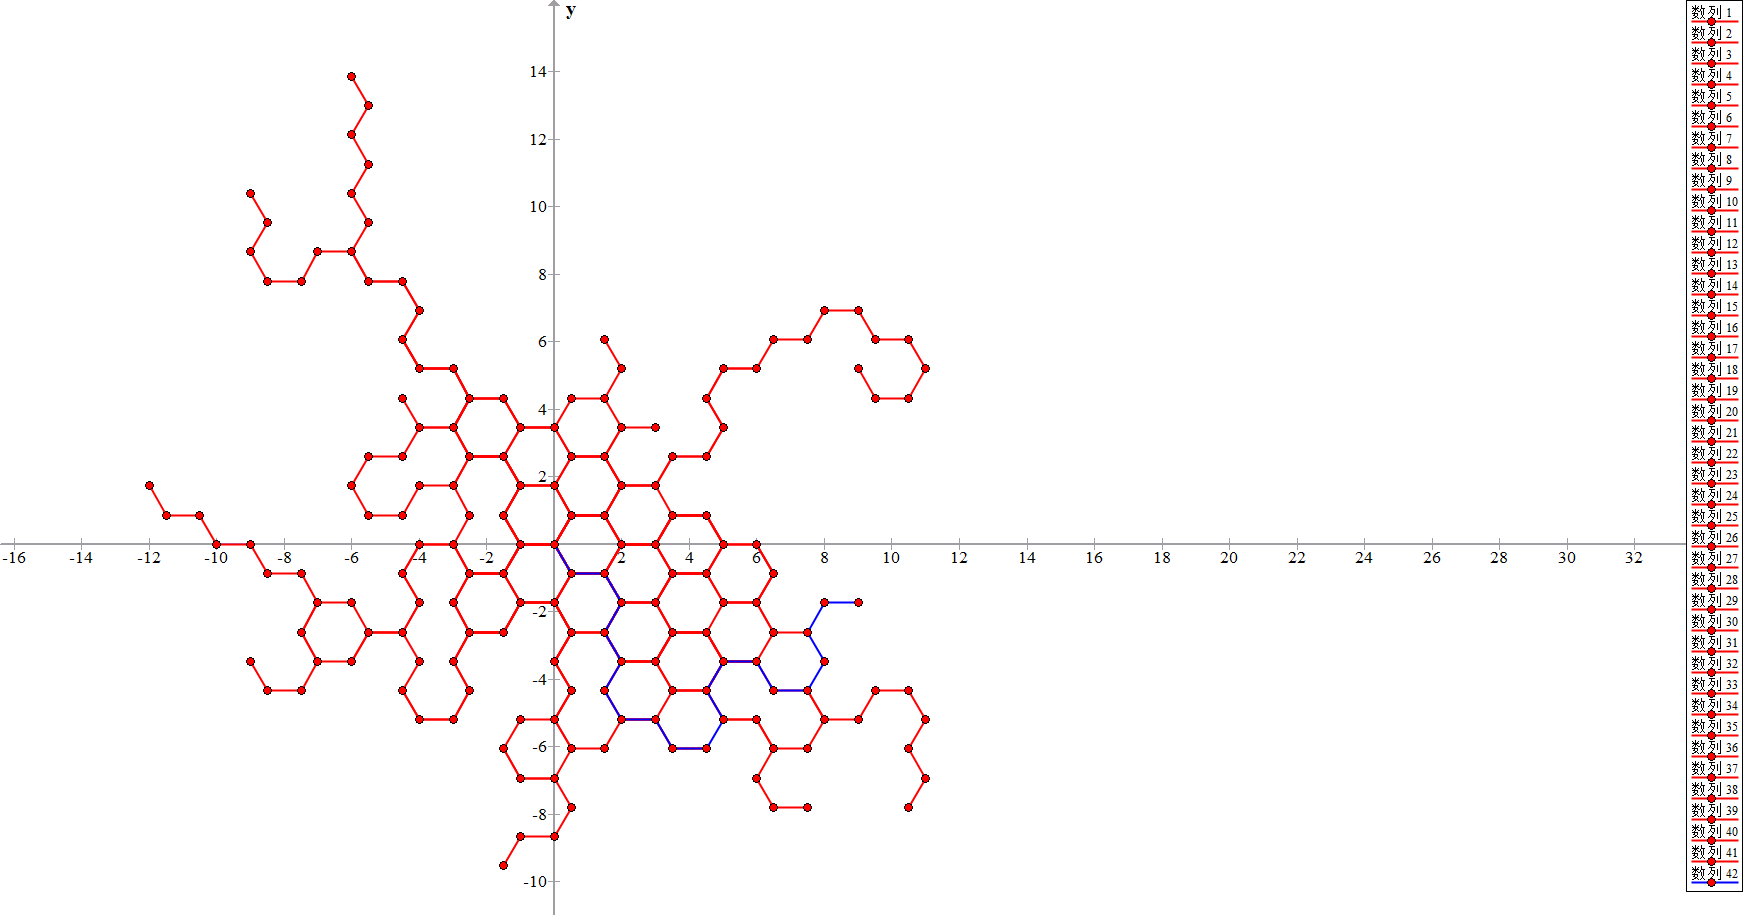 y
14
12
10
8
6
4
2
-16 -14 -12 -10 -8 -6 -4 -2 2 4 6 8 10 12 14 16 18 20 22 24 26 28 30 32
-2
-4
-6
-8
-10
数列 1
数列 2
数列 3
数列 4
数列 5
数列 6
数列 7
数列 8
数列 9
数列 10
数列 11
数列 12
数列 13
数列 14
数列 15
数列 16
数列 17
数列 18
数列 19
数列 20
数列 21
数列 22
数列 23
数列 24
数列 25
数列 26
数列 27
数列 28
数列 29
数列 30
数列 31
数列 32
数列 33
数列 34
数列 35
数列 36
数列 37
数列 38
数列 39
数列 40
数列 41
数列 42